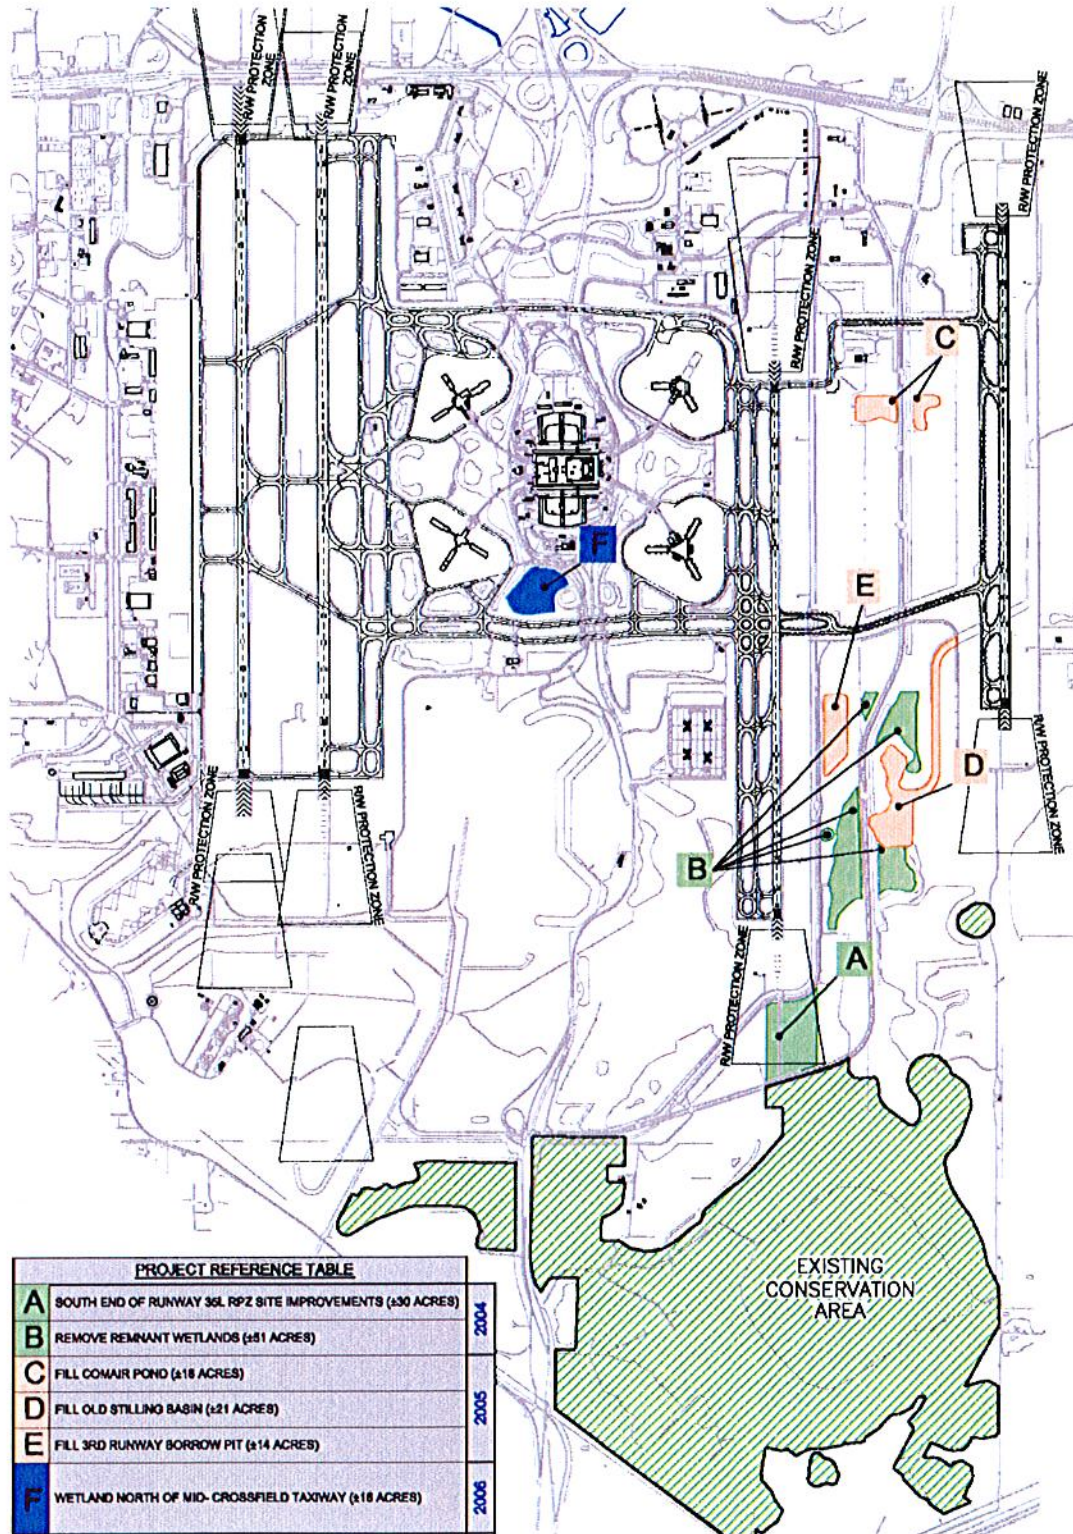 R/W PROTECTION ZONE
R/W PROTECTION ZONE
R/W PROTECTION ZONE
R/W PROTECTION ZONE
C
F
E
R/W PROTECTION ZONE
R/W PROTECTION ZONE
R/W PROTECTION ZONE
D
B
A
R/W PROTECTION ZONE
EXISTING
CONSERVATION
AREA
PROJECT REFERENCE TABLE
A SOUTH END OF RUNWAY 36L RPZ SITE IMPROVEMENTS (±30 ACRES)
B REMOVE REMNANT WETLANDS (±51 ACRES)
2004
C FILL COMAIR POND (±16 ACRES)
D FILL OLD STILLING BASIN (±21 ACRES)
E FILL 3RD RUNWAY BORROW PIT (±14 ACRES)
2005
F WETLAND NORTH OF MID- CROSSFIELD TAXIWAY (±16 ACRES)
2006